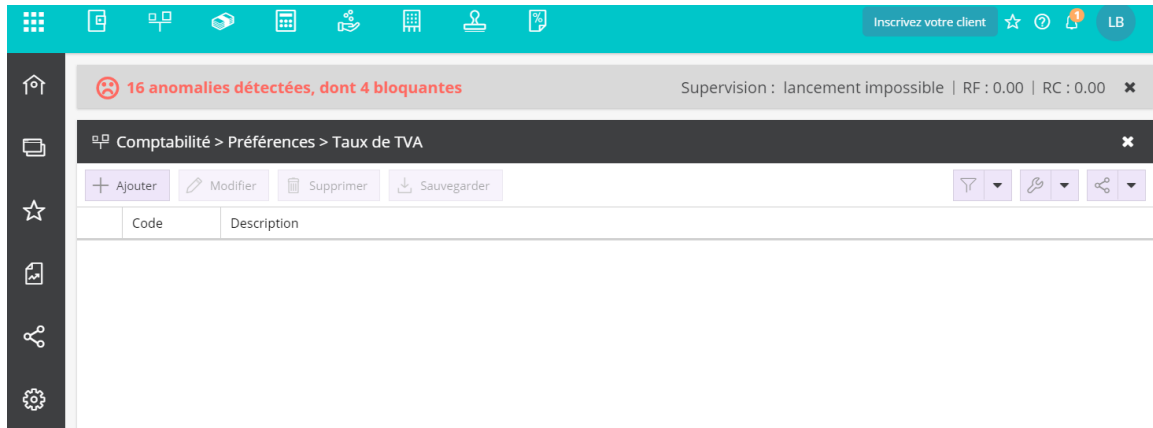 Inscrivez votre client 1 LB
16 anomalies détectées, dont 4 bloquantes Supervision : lancement impossible | RF : 0.00 | RC : 0.00
Comptabilité > Préférences > Taux de TVA
Ajouter Modifier Supprimer Sauvegarder
Code Description